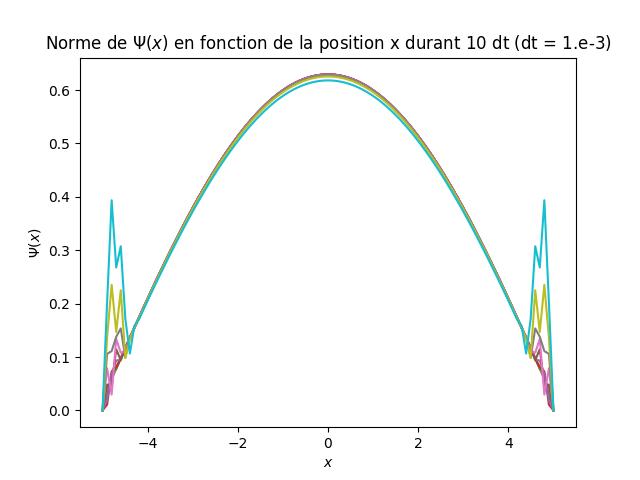 Norme de Ψ(x) en fonction de la position x durant 10 dt (dt = 1.e-3)
Ψ(x)
0.6
0.5
0.4
0.3
0.2
0.1
0.0
−4 −2 0 2 4
x